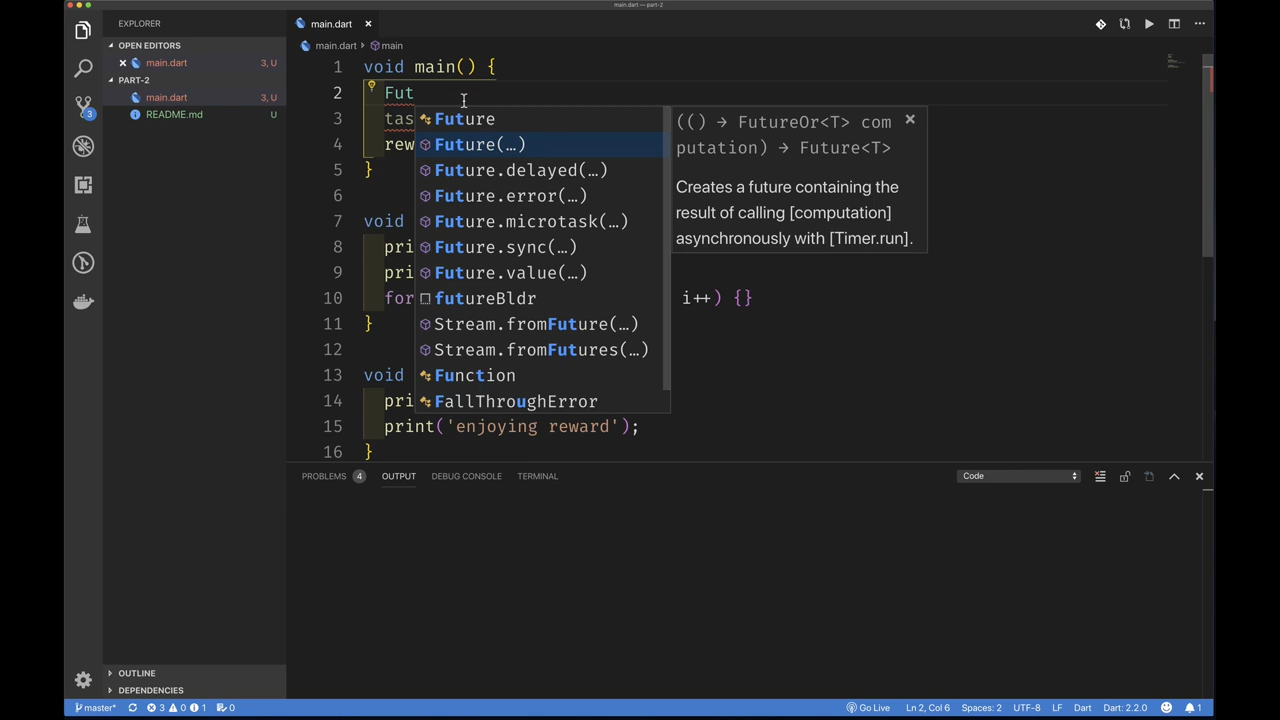 main.dart — part-2
EXPLORER
main.dart
OPEN EDITORS
main.dart 3, U
PART-2
main.dart 3, U
README.md U
3
main.dart main
1 void main() {
2 Fut
3 tas
4 rew
5 }
6
7 void
8 pri
9 pri
10 for i++) {}
11 }
12
13 void
14 pri
15 print('enjoying reward');
16 }
Future
Future(…)
Future.delayed(…)
Future.error(…)
Future.microtask(…)
Future.sync(…)
Future.value(…)
futureBldr
Stream.fromFuture(…)
Stream.fromFutures(…)
Function
FallThroughError
(() → FutureOr<T> com
putation) → Future<T>
Creates a future containing the
result of calling [computation]
asynchronously with [Timer.run].
PROBLEMS 4 OUTPUT DEBUG CONSOLE TERMINAL Code
OUTLINE
DEPENDENCIES
master* 3 0 1 0 Go Live Ln 2, Col 6 Spaces: 2 UTF-8 LF Dart Dart: 2.2.0 1